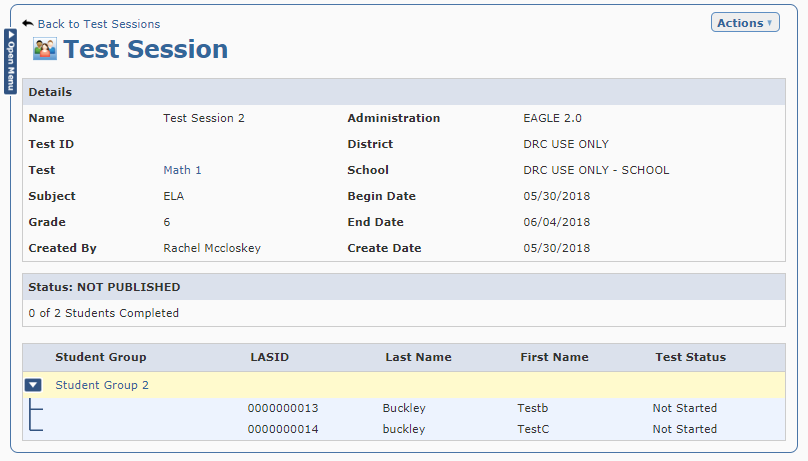 Back to Test Sessions
Actions
Open Menu
Test Session
Details
Name Test Session 2 Administration EAGLE 2.0
Test ID District DRC USE ONLY
Test Math 1 School DRC USE ONLY - SCHOOL
Subject ELA Begin Date 05/30/2018
Grade 6 End Date 06/04/2018
Created By Rachel Mccloskey Create Date 05/30/2018
Status: NOT PUBLISHED
0 of 2 Students Completed
Student Group LASID Last Name First Name Test Status
Student Group 2
0000000013 Buckley Testb Not Started
0000000014 buckley TestC Not Started